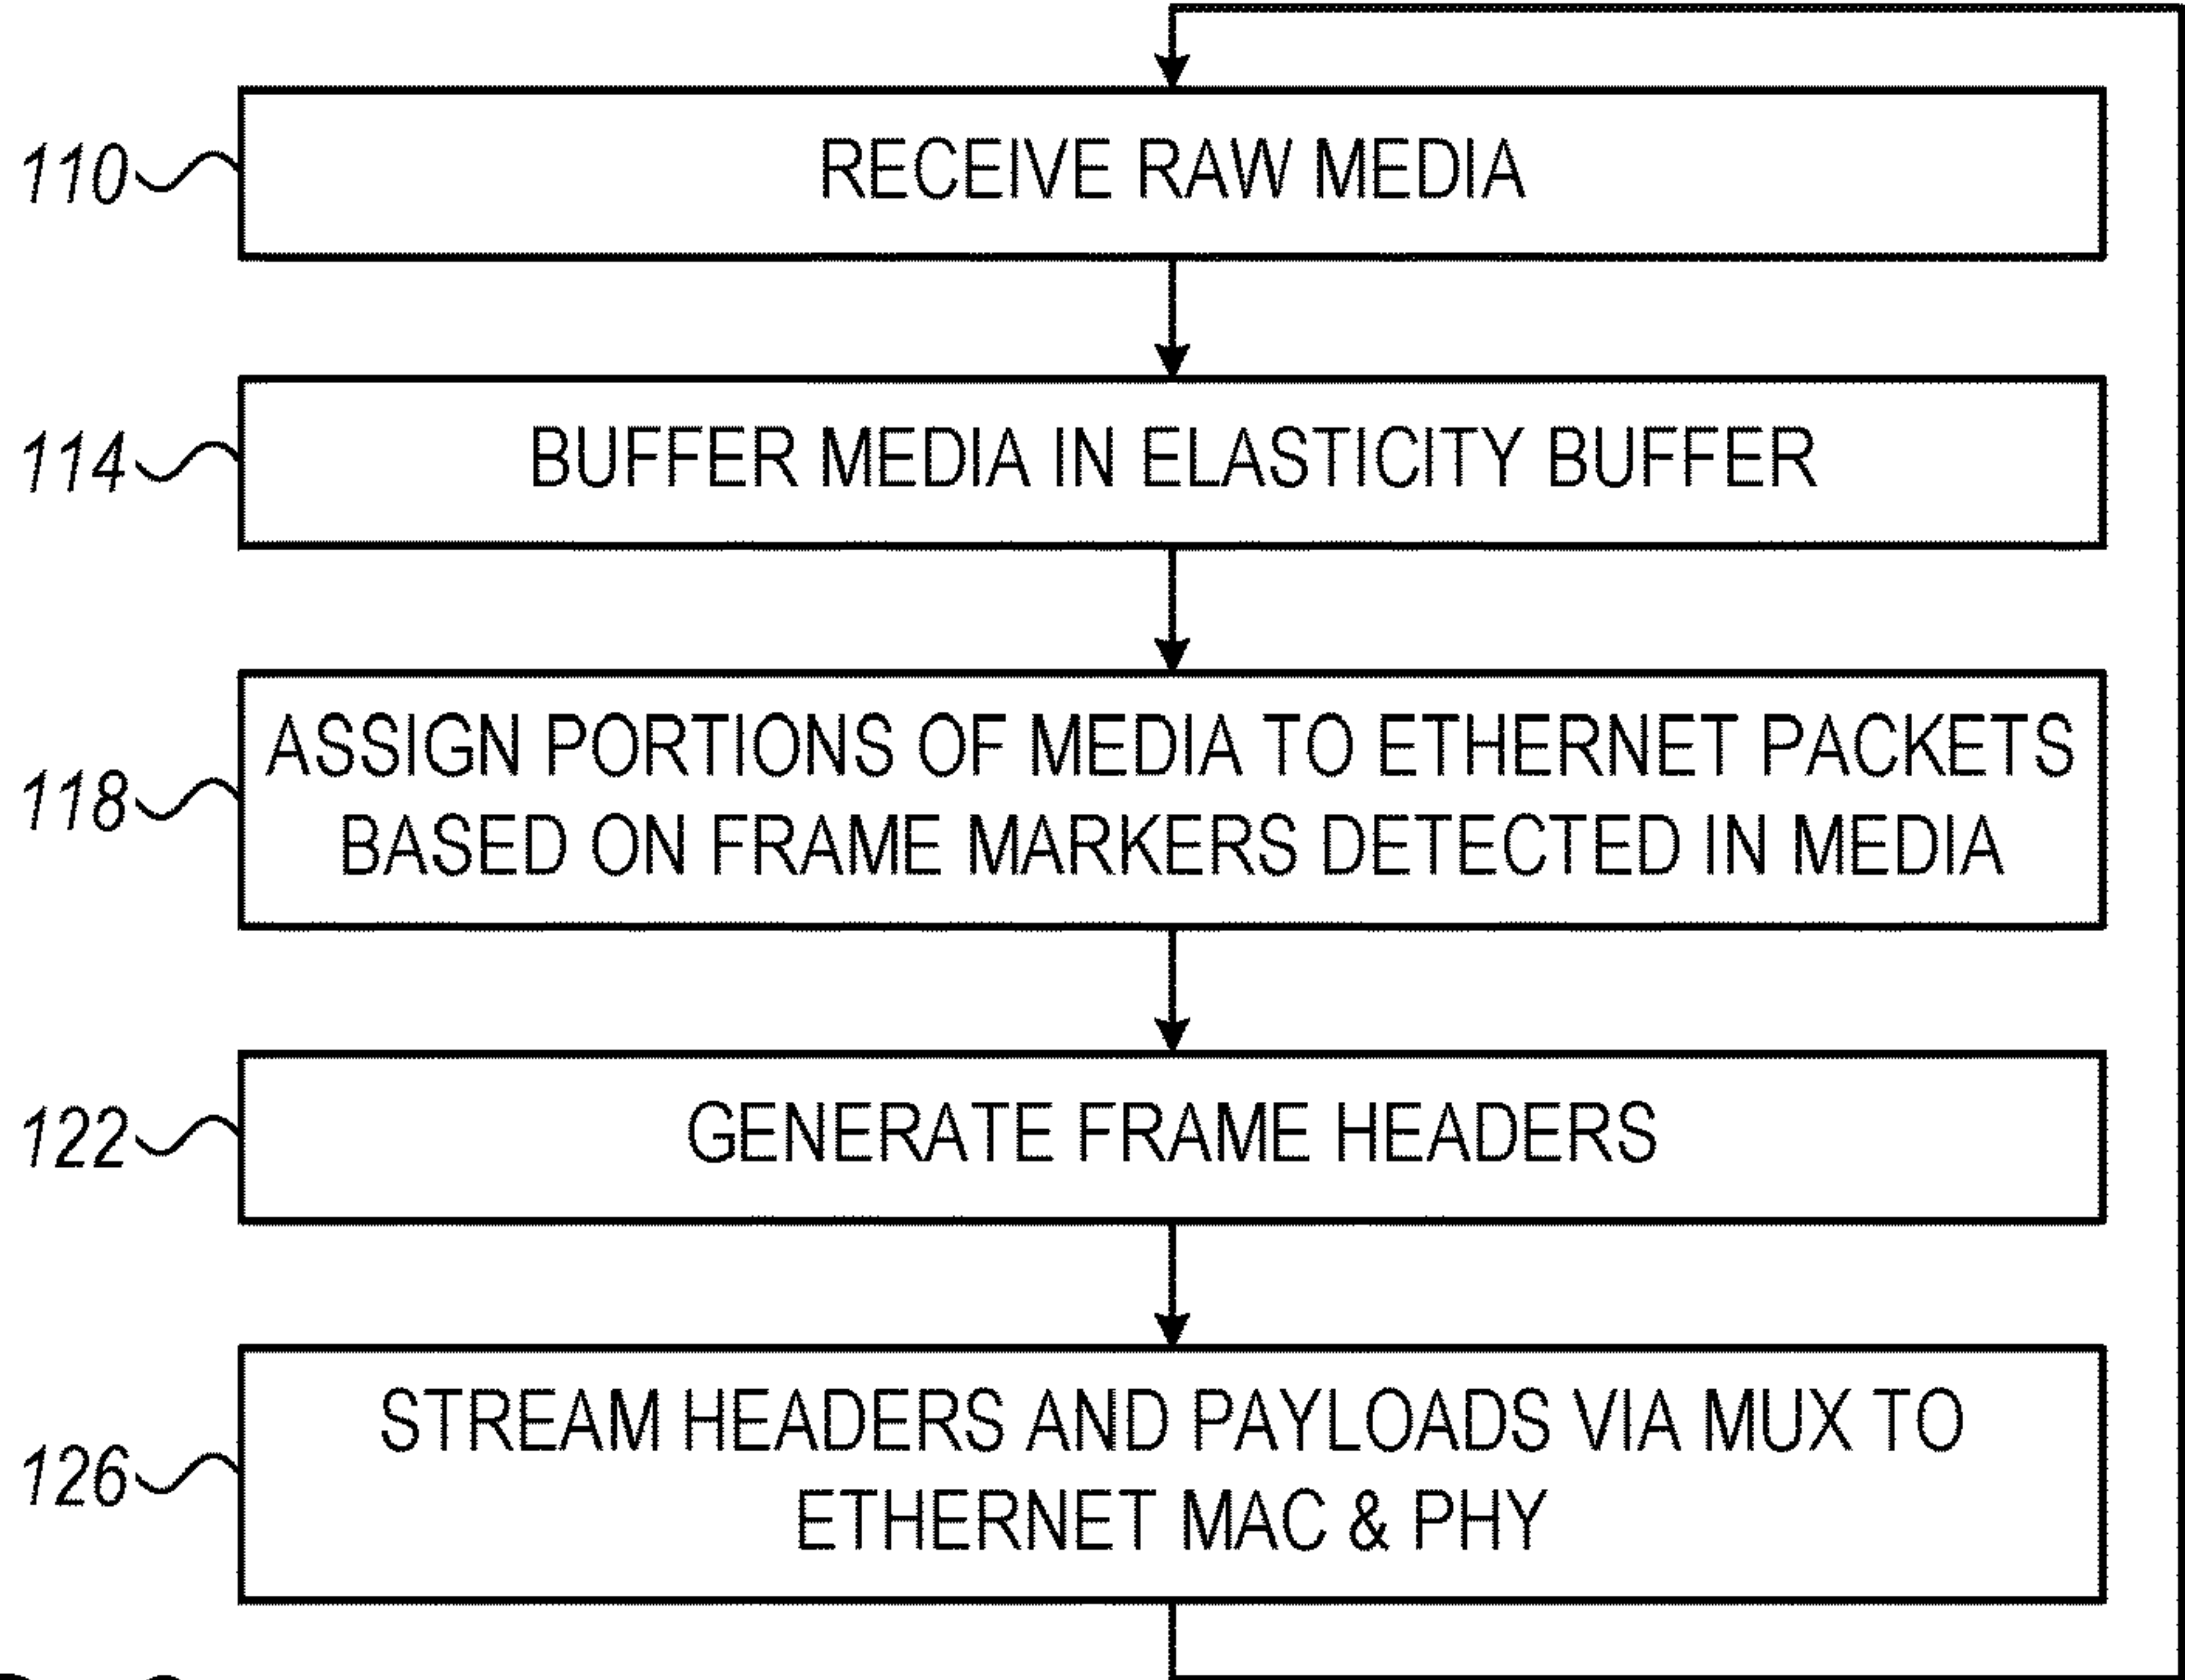 110
RECEIVE RAW MEDIA
114
BUFFER MEDIA IN ELASTICITY BUFFER
118
ASSIGN PORTIONS OF MEDIA TO ETHERNET PACKETS
BASED ON FRAME MARKERS DETECTED IN MEDIA
122
GENERATE FRAME HEADERS
126
STREAM HEADERS AND PAYLOADS VIA MUX TO
ETHERNET MAC & PHY